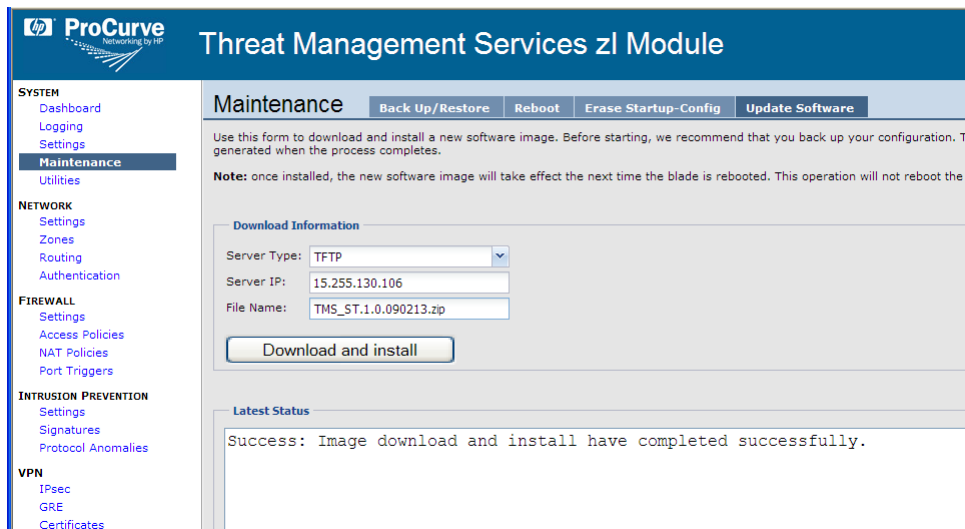 hp ProCurve
Networking by HP
Threat Management Services zl Module
SYSTEM
Dashboard
Logging
Settings
Maintenance
Utilities
NETWORK
Settings
Zones
Routing
Authentication
FIREWALL
Settings
Access Policies
NAT Policies
Port Triggers
INTRUSION PREVENTION
Settings
Signatures
Protocol Anomalies
VPN
IPsec
GRE
Certificates
Maintenance
Back Up/Restore
Reboot
Erase Startup-Config
Update Software
Use this form to download and install a new software image. Before starting, we recommend that you back up your configuration. T
generated when the process completes.
Note: once installed, the new software image will take effect the next time the blade is rebooted. This operation will not reboot the
Download Information
Server Type: TFTP
Server IP: 15.255.130.106
File Name: TMS_ST.1.0.090213.zip
Download and install
Latest Status
Success: Image download and install have completed successfully.